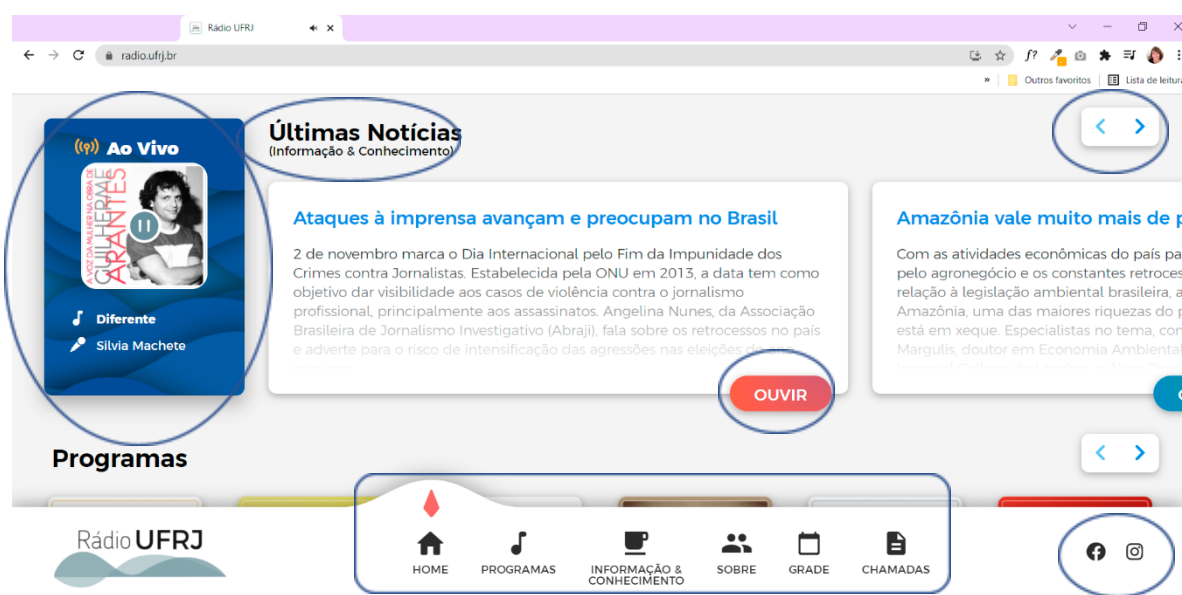 Rádio UFRJ
radio.ufrj.br
f?
» Outros favoritos Lista de leitura
Ao Vivo
A VOZ DA MULHER NA OBRA DE
GUILHERME
ARANTES
Diferente
Silvia Machete
Últimas Notícias
(Informação & Conhecimento)
Ataques à imprensa avançam e preocupam no Brasil
2 de novembro marca o Dia Internacional pelo Fim da Impunidade dos
Crimes contra Jornalistas. Estabelecida pela ONU em 2013, a data tem como
objetivo dar visibilidade aos casos de violência contra o jornalismo
profissional, principalmente aos assassinatos. Angelina Nunes, da Associação
Brasileira de Jornalismo Investigativo (Abraji), fala sobre os retrocessos no país
e adverte para o risco de intensificação das agressões nas eleições do ano
OUVIR
Amazônia vale muito mais de p
Com as atividades econômicas do país pa
pelo agronegócio e os constantes retroces
relação à legislação ambiental brasileira, a
Amazônia, uma das maiores riquezas do p
está em xeque. Especialistas no tema, con
Margulis, doutor em Economia Ambiental
Programas
Rádio UFRJ
HOME
PROGRAMAS
INFORMAÇÃO &
CONHECIMENTO
SOBRE
GRADE
CHAMADAS